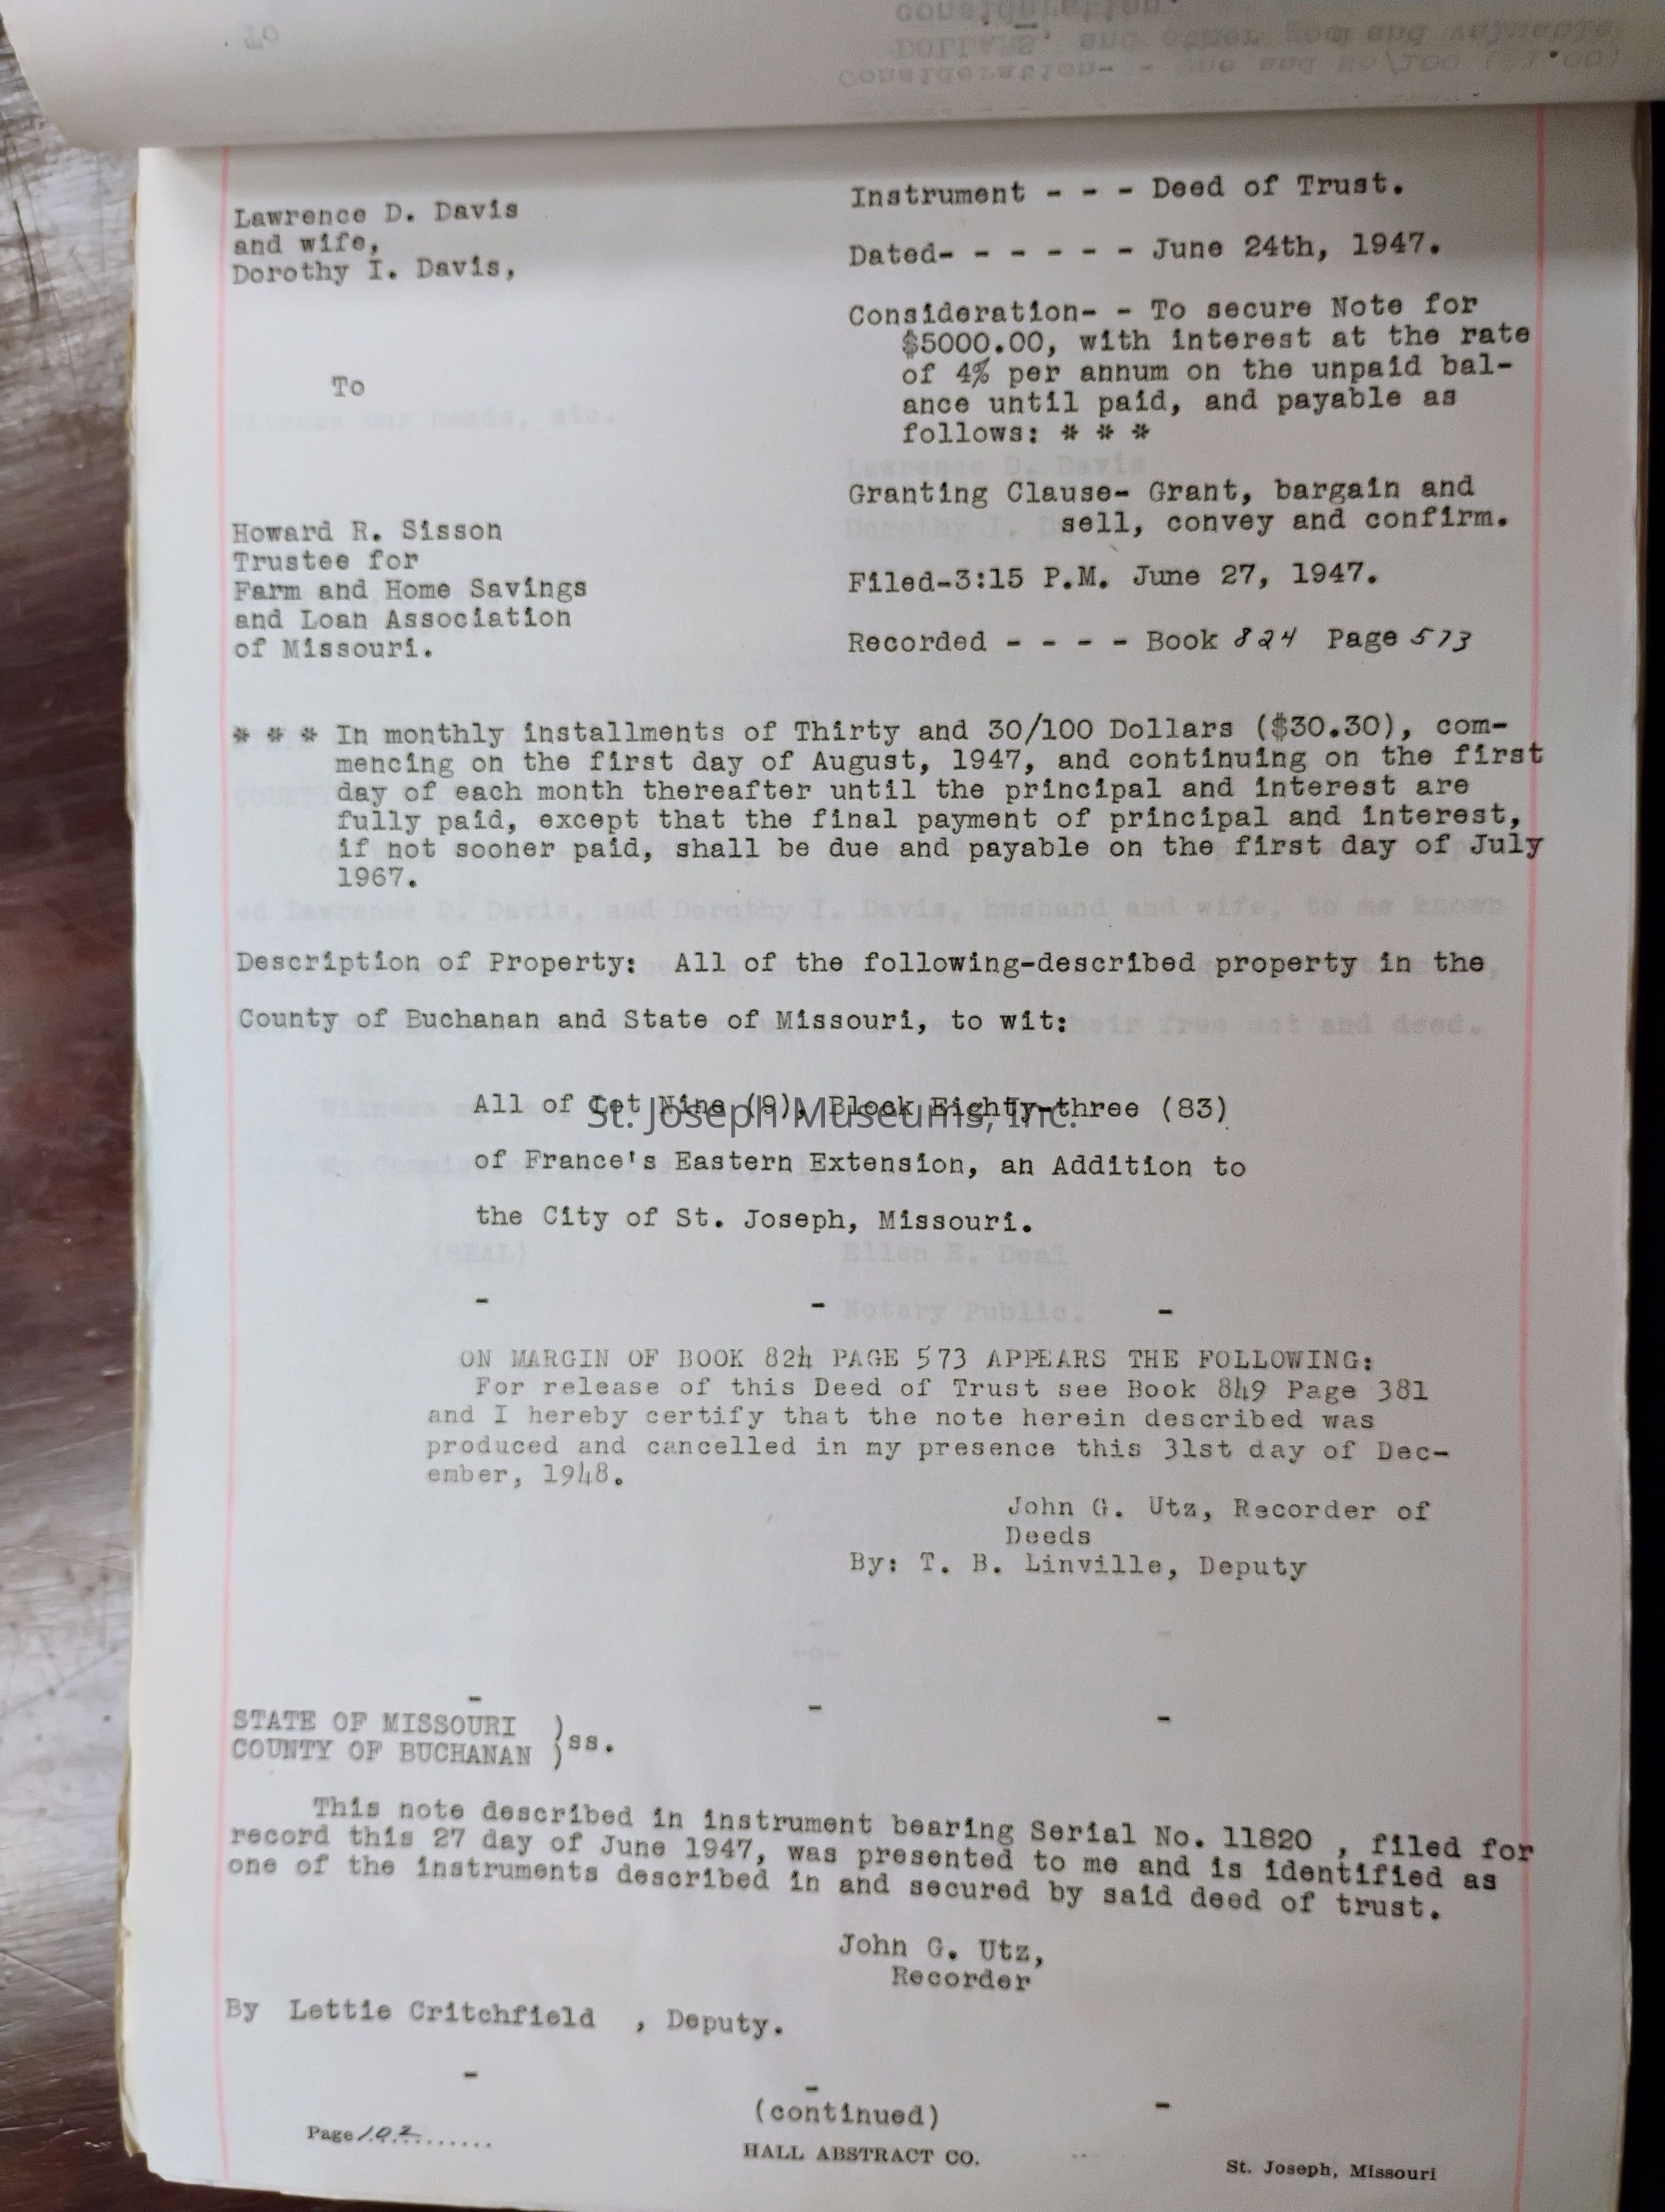 Lawrence D. Davis
and wife,
Dorothy I. Davis,
To
Howard R. Sisson
Trustee for
Farm and Home Savings
and Loan Association
of Missouri.
Instrument - - - Deed of Trust.
Dated- - - - - - - June 24th, 1947.
Consideration- - To secure Note for
$5000.00, with interest at the rate
of 4% per annum on the unpaid bal-
ance until paid, and payable as
follows: * * *
Granting Clause- Grant, bargain and
sell, convey and confirm.
Filed-3:15 P.M. June 27, 1947.
Recorded - - - - Book 824 Page 573
* * * In monthly installments of Thirty and 30/100 Dollars ($30.30), com-
mencing on the first day of August, 1947, and continuing on the first
day of each month thereafter until the principal and interest are
fully paid, except that the final payment of principal and interest,
if not sooner paid, shall be due and payable on the first day of July
1967.
Description of Property: All of the following-described property in the
County of Buchanan and State of Missouri, to wit:
All of Lot Nine (9), Block Eighty-three (83)
St. Joseph Museums, Inc.
of France's Eastern Extension, an Addition to
the City of St. Joseph, Missouri.
- - -
ON MARGIN OF BOOK 824 PAGE 573 APPEARS THE FOLLOWING:
For release of this Deed of Trust see Book 849 Page 381
and I hereby certify that the note herein described was
produced and cancelled in my presence this 31st day of Dec-
ember, 1948.
John G. Utz, Recorder of
Deeds
By: T. B. Linville, Deputy
- - -
STATE OF MISSOURI
COUNTY OF BUCHANAN )ss.
This note described in instrument bearing Serial No. 11820 , filed for
record this 27 day of June 1947, was presented to me and is identified as
one of the instruments described in and secured by said deed of trust.
John G. Utz,
Recorder
By Lettie Critchfield , Deputy.
- - -
(continued)
Page 102
HALL ABSTRACT CO.
St. Joseph, Missouri